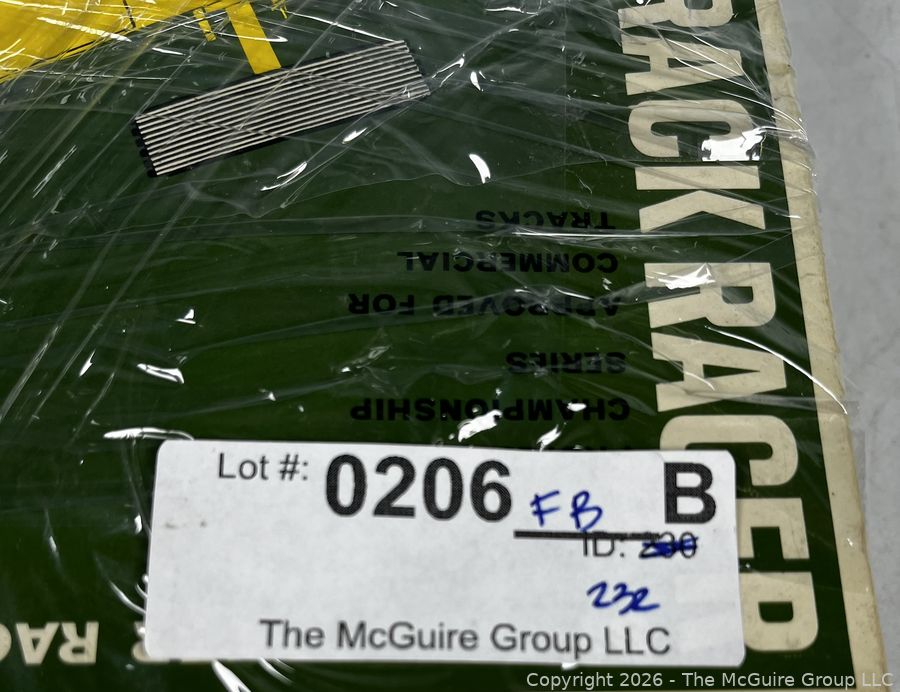 RACK RACER
CHAMPIONSHIP
SERIES
APPROVED FOR
COMMERCIAL
TRACKS
Lot #: 0206 FB B
ID: 230
232
The McGuire Group LLC
RA
Copyright 2026 - The McGuire Group LLC